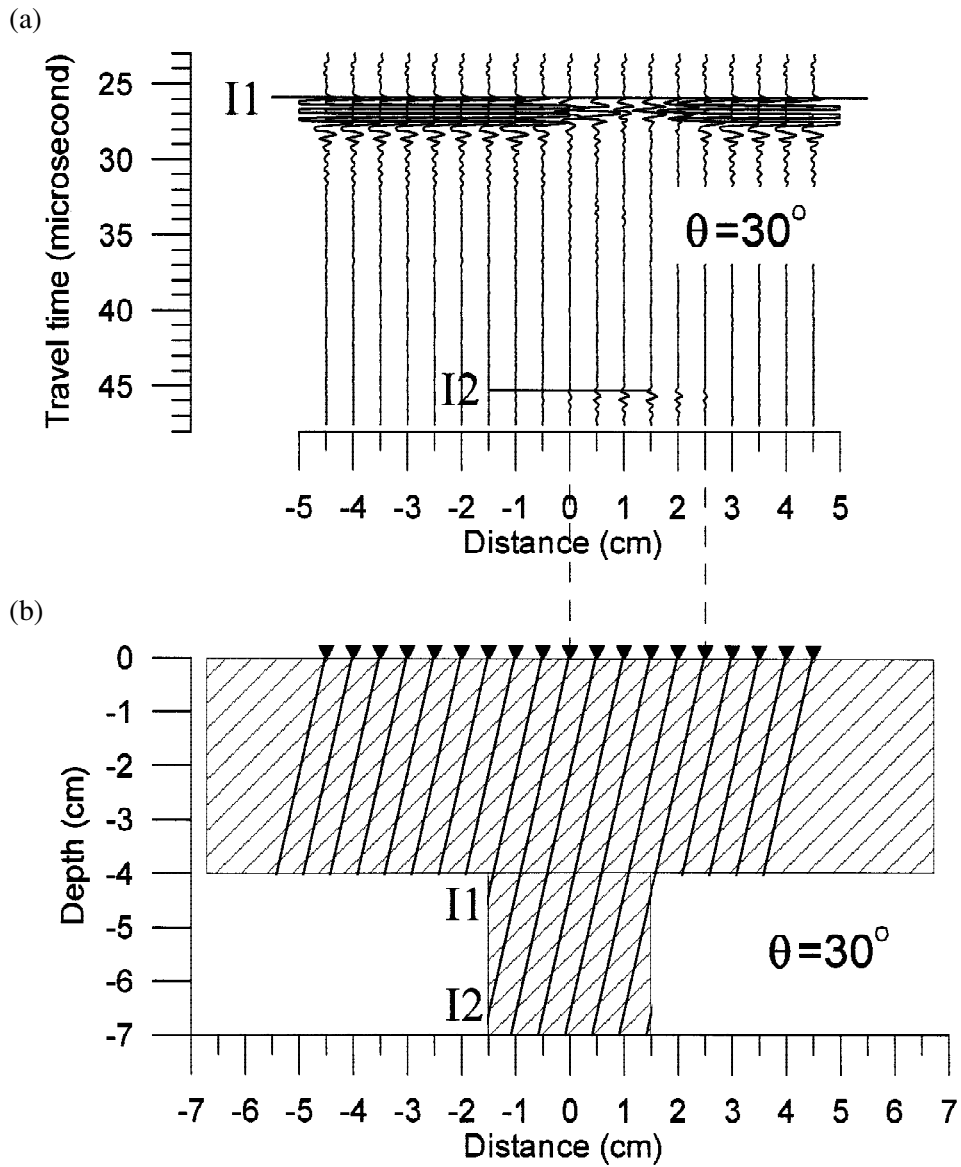 (a)
Travel time (microsecond)
25
30
35
40
45
I1
I2
θ=30°
-5 -4 -3 -2 -1 0 1 2 3 4 5
Distance (cm)
(b)
Depth (cm)
0
-1
-2
-3
-4
-5
-6
-7
I1
I2
θ=30°
-7 -6 -5 -4 -3 -2 -1 0 1 2 3 4 5 6 7
Distance (cm)